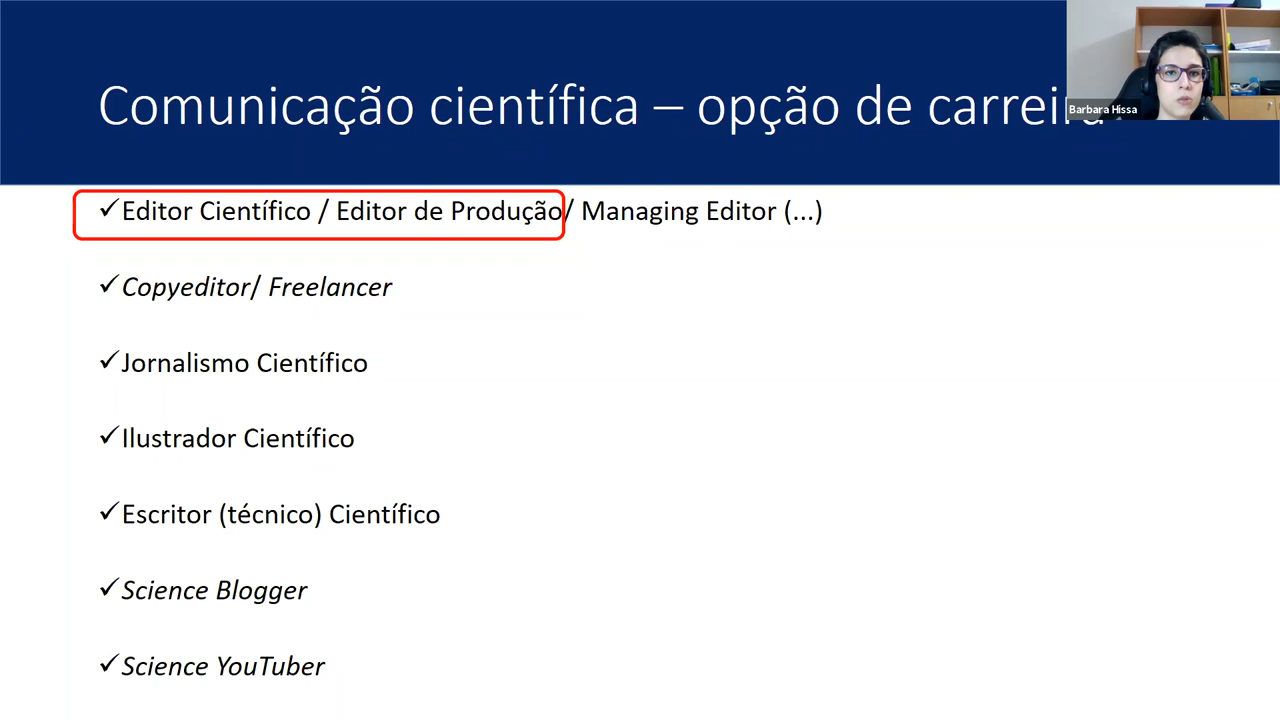 Comunicação científica – opção de carreira
Barbara Hissa
✓Editor Científico / Editor de Produção/ Managing Editor (...)
✓Copyeditor/ Freelancer
✓Jornalismo Científico
✓Ilustrador Científico
✓Escritor (técnico) Científico
✓Science Blogger
✓Science YouTuber